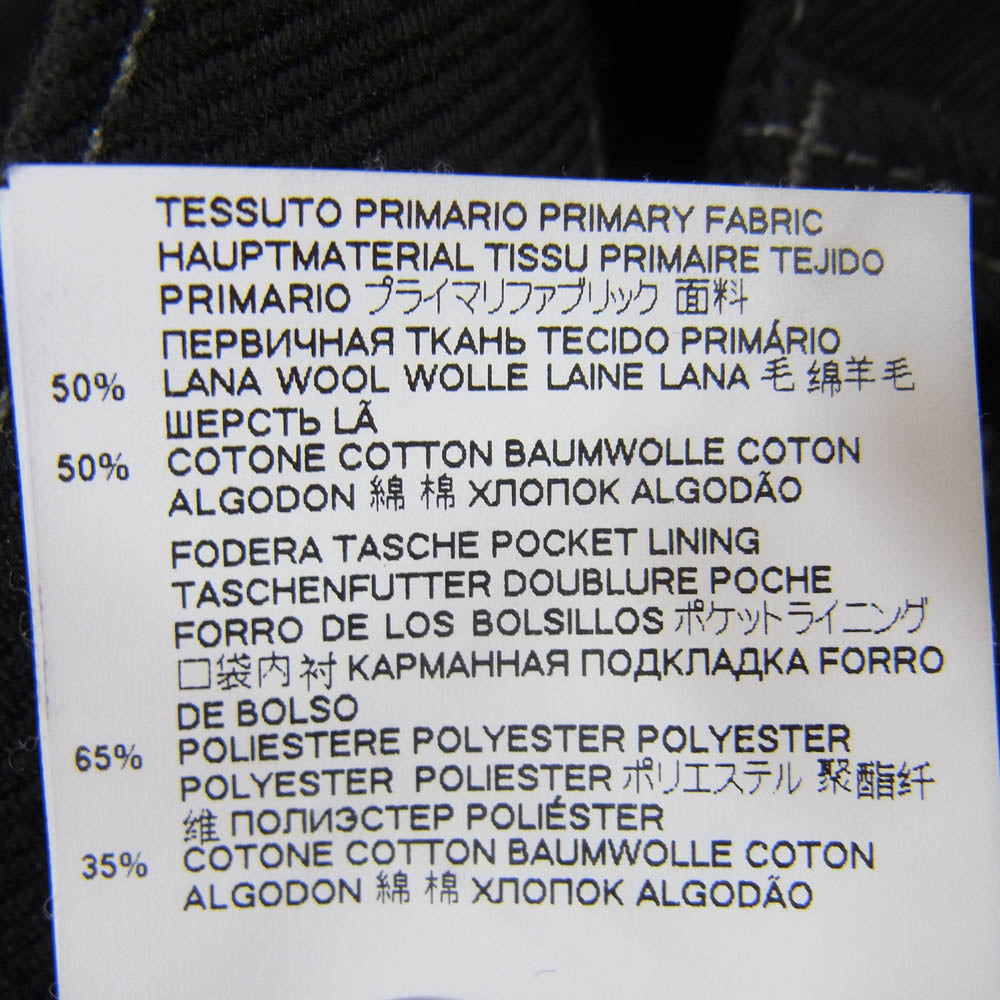 TESSUTO PRIMARIO PRIMARY FABRIC
HAUPTMATERIAL TISSU PRIMAIRE TEJIDO
PRIMARIO プライマリファブリック 面料
ПЕРВИЧНАЯ ТКАНЬ TECIDO PRIMÁRIO
50% LANA WOOL WOLLE LAINE LANA 毛 绵羊毛
ШЕРСТЬ LÃ
50% COTONE COTTON BAUMWOLLE COTON
ALGODON 綿 棉 ХЛОПОК ALGODÃO
FODERA TASCHE POCKET LINING
TASCHENFUTTER DOUBLURE POCHE
FORRO DE LOS BOLSILLOS ポケットライニング
口袋内衬 КАРМАННАЯ ПОДКЛАДКА FORRO
DE BOLSO
65% POLIESTERE POLYESTER POLYESTER
POLYESTER POLIESTER ポリエステル 聚酯纤
维 ПОЛИЭСТЕР POLIÉSTER
35% COTONE COTTON BAUMWOLLE COTON
ALGODON 綿 棉 ХЛОПОК ALGODÃO